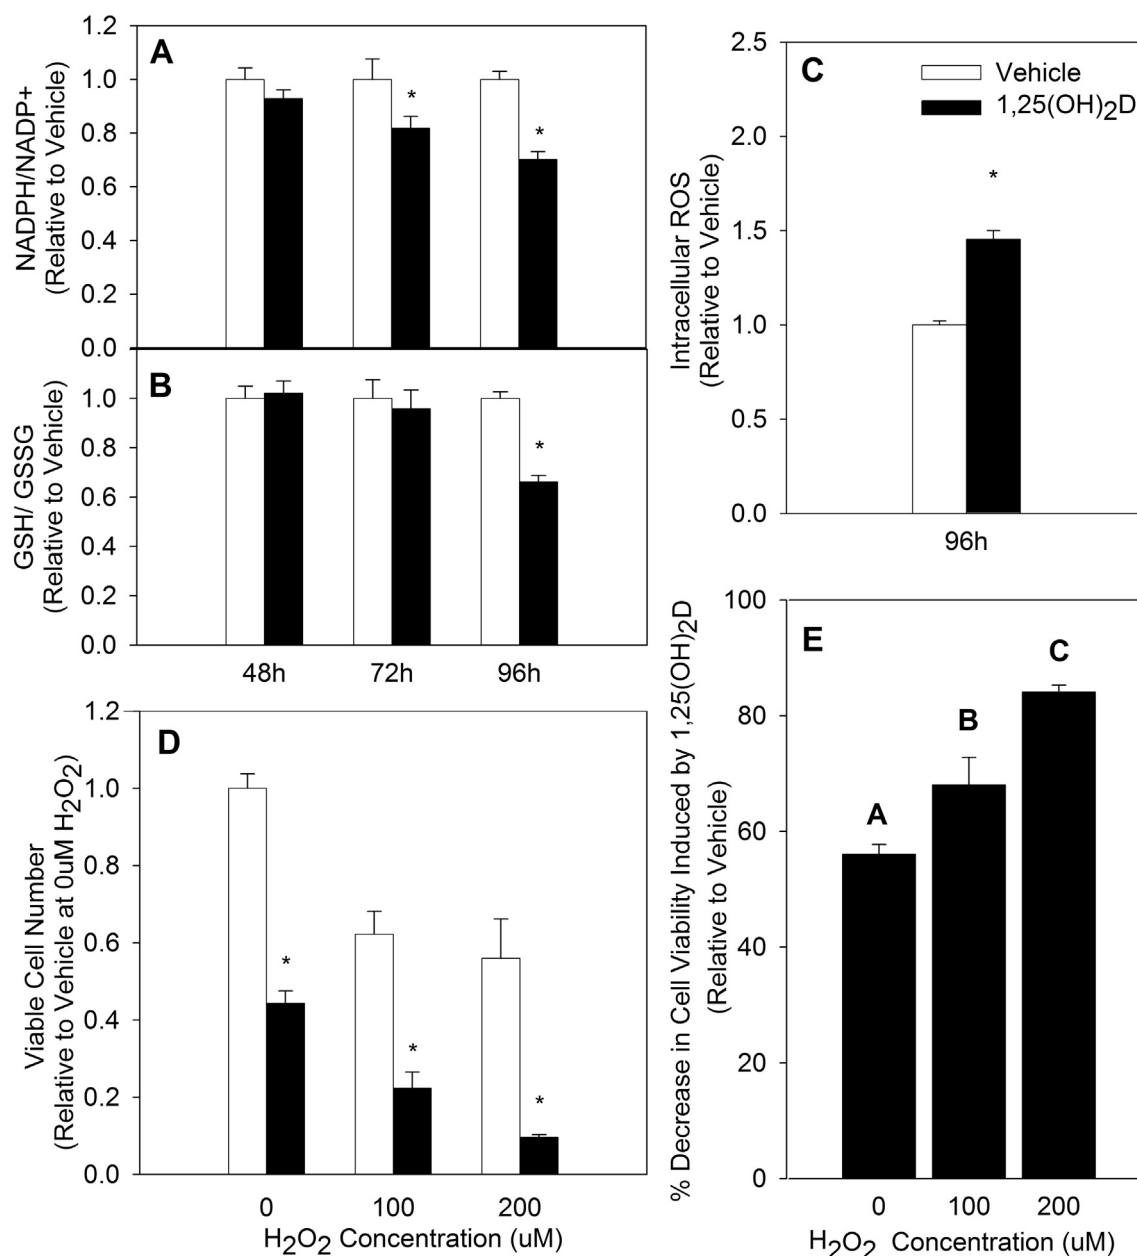 A
NADPH/NADP+
(Relative to Vehicle)
1.2
1.0
0.8
0.6
0.4
0.2
0.0
*
*
B
GSH/ GSSG
(Relative to Vehicle)
1.0
0.8
0.6
0.4
0.2
0.0
*
48h
72h
96h
C
Vehicle
1,25(OH)2D
Intracellular ROS
(Relative to Vehicle)
2.5
2.0
1.5
1.0
0.5
0.0
*
96h
D
Viable Cell Number
(Relative to Vehicle at 0uM H2O2)
1.2
1.0
0.8
0.6
0.4
0.2
0.0
*
*
*
0
100
200
H2O2 Concentration (uM)
E
% Decrease in Cell Viability Induced by 1,25(OH)2D
(Relative to Vehicle)
100
80
60
40
20
0
A
B
C
0
100
200
H2O2 Concentration (uM)